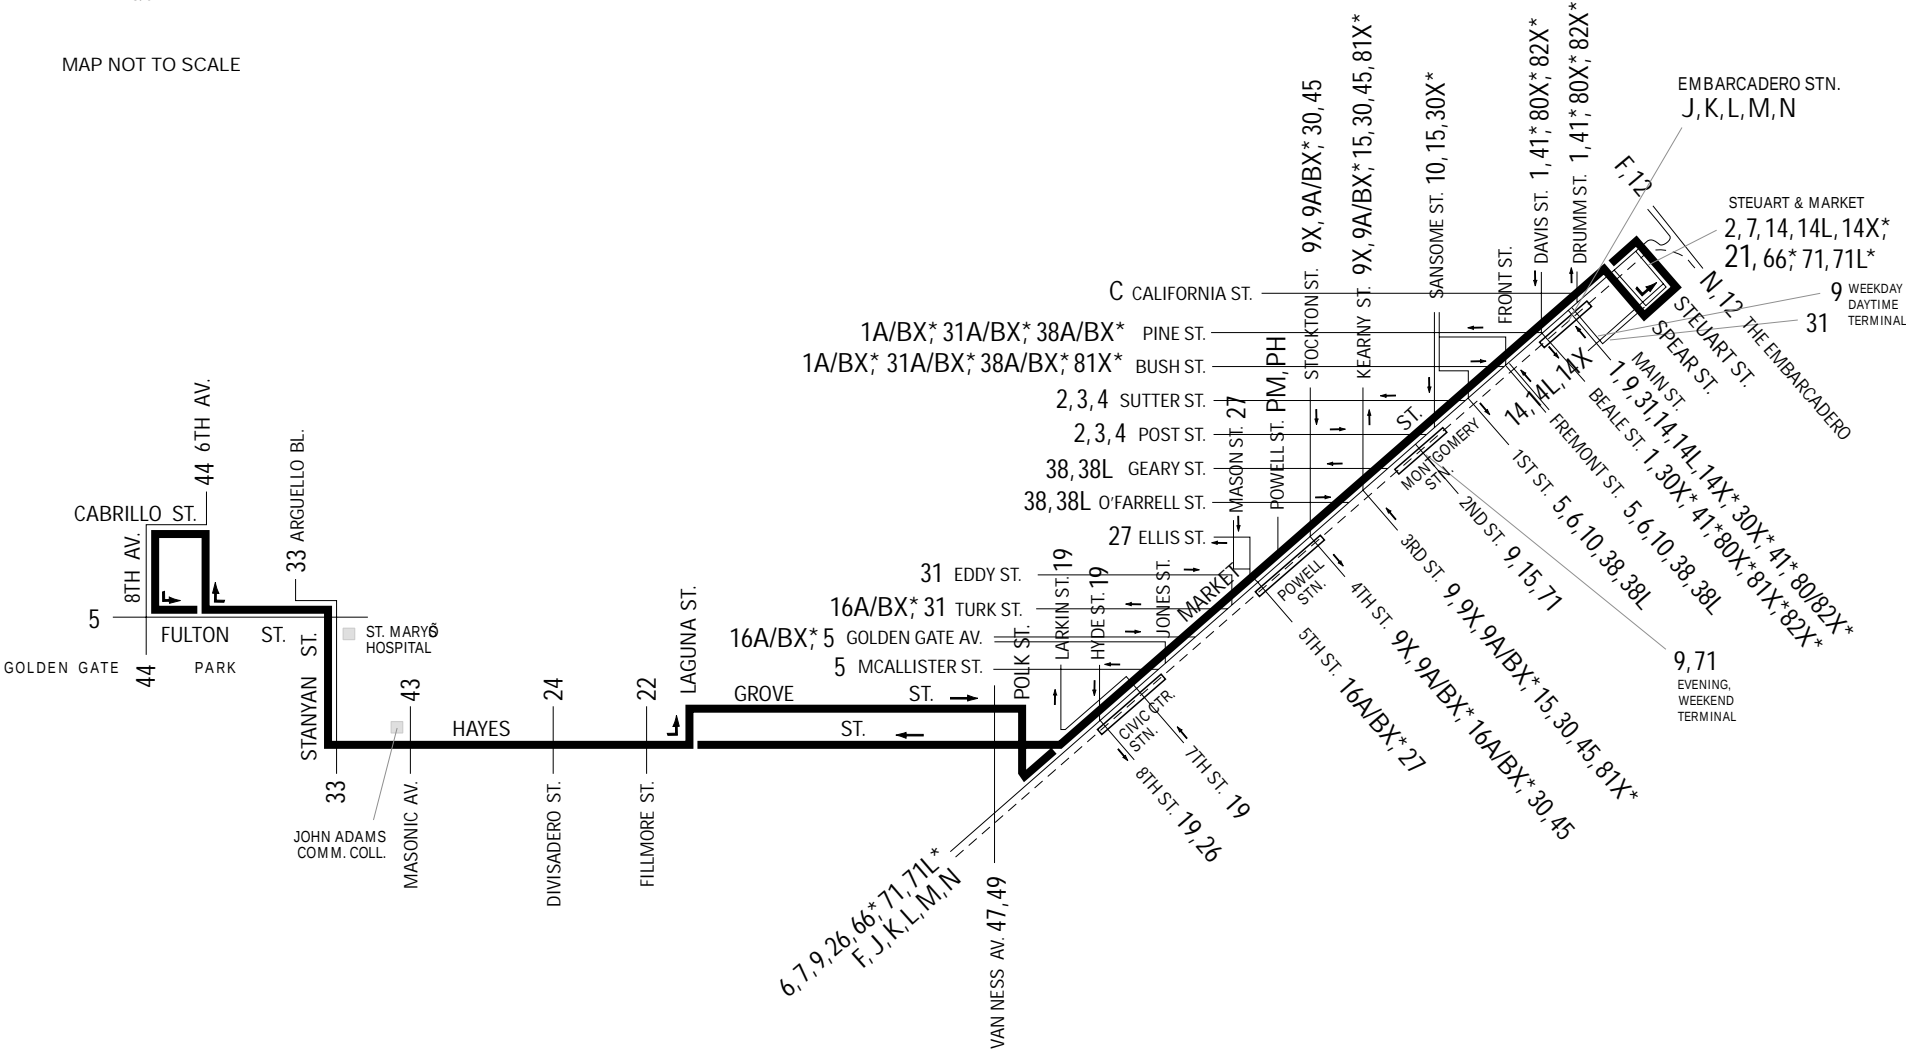 MAP NOT TO SCALE
EMBARCADERO STN.
J, K, L, M, N
STEUART & MARKET
2, 7, 14, 14L, 14X*,
21, 66*, 71, 71L*
9 WEEKDAY
DAYTIME
TERMINAL
31
F, 12
N, 12 THE EMBARCADERO
STEUART ST.
SPEAR ST.
MAIN ST.
1, 9, 31, 14, 14L, 14X*, 30X*, 41*, 80/82X*
BEALE ST. 1, 30X*, 41*, 80X*, 81X*, 82X*
14, 14L, 14X
FREMONT ST. 5, 6, 10, 38, 38L
1ST ST. 5, 6, 10, 38, 38L
2ND ST. 9, 15, 71
MONTGOMERY
STN.
9, 71
EVENING,
WEEKEND
TERMINAL
3RD ST. 9, 9X, 9A/BX*, 15, 30, 45, 81X*
4TH ST. 9X, 9A/BX*, 16A/BX*, 30, 45
POWELL
STN.
5TH ST. 16A/BX*, 27
7TH ST. 19
8TH ST. 19, 26
CIVIC CTR.
STN.
DRUMM ST. 1, 41*, 80X*, 82X*
DAVIS ST. 1, 41*, 80X*, 82X*
FRONT ST.
SANSOME ST. 10, 15, 30X*
KEARNY ST. 9X, 9A/BX*, 15, 30, 45, 81X*
STOCKTON ST. 9X, 9A/BX*, 30, 45
POWELL ST. PM, PH
MASON ST. 27
C CALIFORNIA ST.
1A/BX*, 31A/BX*, 38A/BX* PINE ST.
1A/BX*, 31A/BX*, 38A/BX*, 81X* BUSH ST.
2, 3, 4 SUTTER ST.
2, 3, 4 POST ST.
38, 38L GEARY ST.
38, 38L O'FARRELL ST.
27 ELLIS ST.
31 EDDY ST.
16A/BX*, 31 TURK ST.
16A/BX*, 5 GOLDEN GATE AV.
5 MCALLISTER ST.
JONES ST.
HYDE ST. 19
LARKIN ST. 19
POLK ST.
MARKET ST.
LAGUNA ST.
GROVE ST.
HAYES ST.
VAN NESS AV. 47, 49
6, 7, 9, 26, 66*, 71, 71L*
F, J, K, L, M, N
22
FILLMORE ST.
24
DIVISADERO ST.
43
MASONIC AV.
JOHN ADAMS
COMM. COLL.
33
STANYAN ST.
33 ARGUELLO BL.
ST. MARYÕS
HOSPITAL
44 6TH AV.
CABRILLO ST.
8TH AV.
5
FULTON ST.
GOLDEN GATE PARK
44